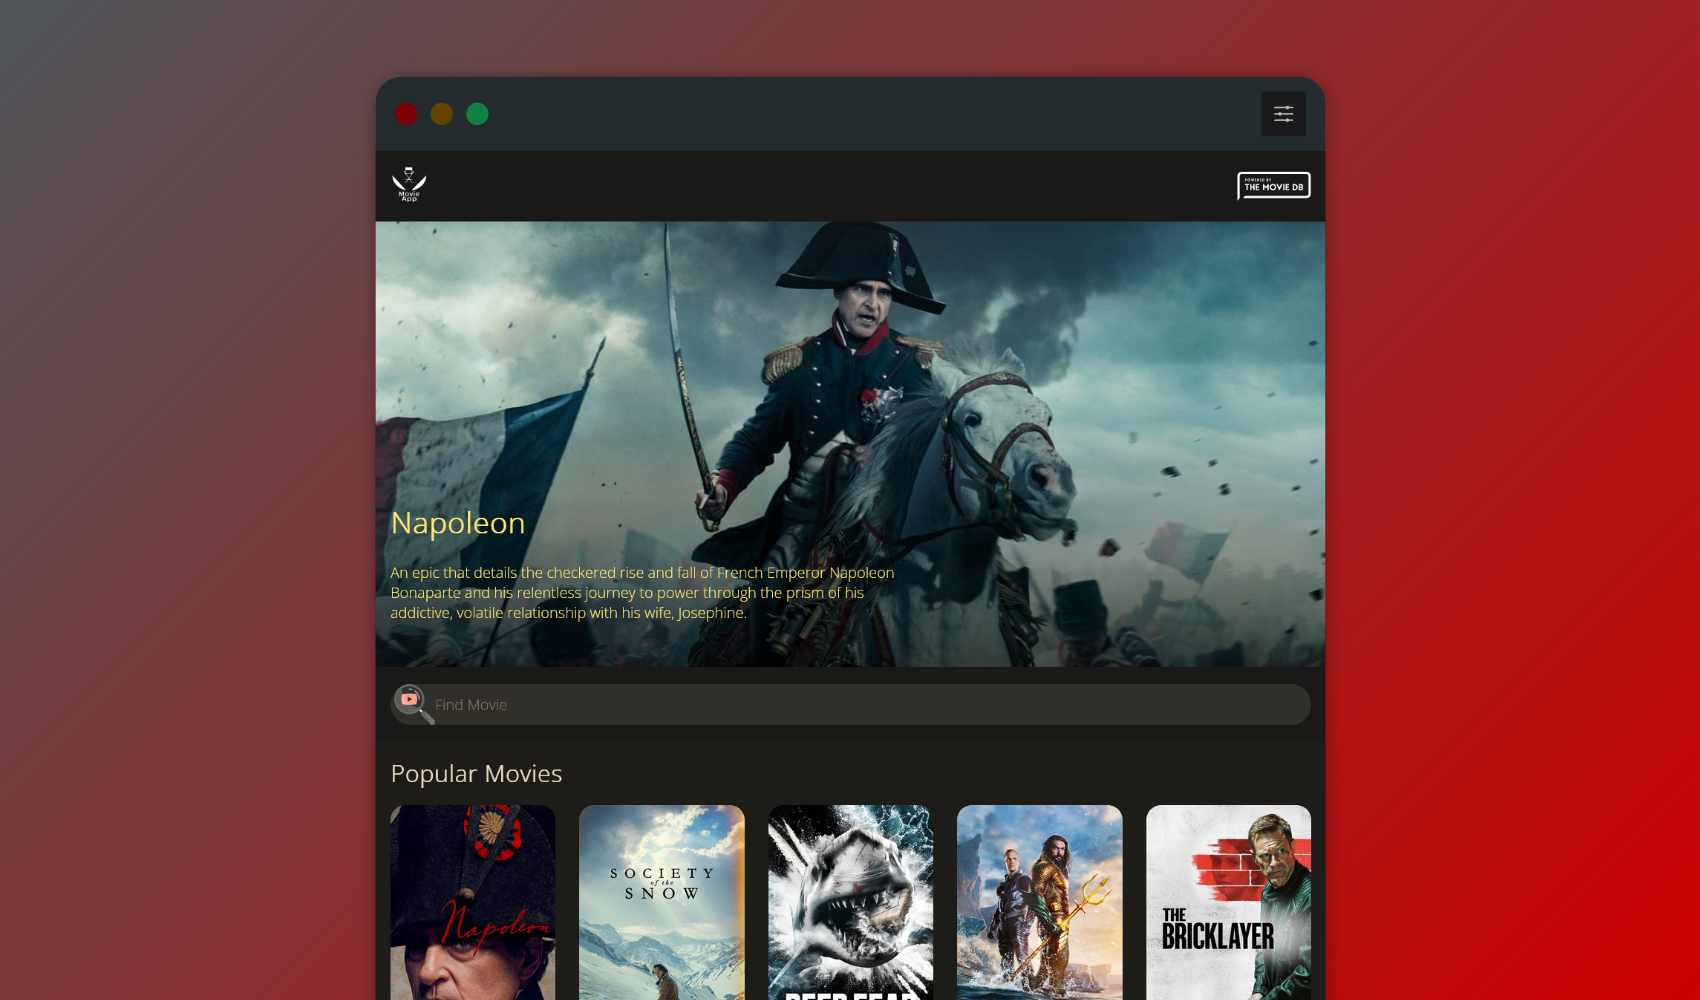 Movie
App
POWERED BY
THE MOVIE DB
Napoleon
An epic that details the checkered rise and fall of French Emperor Napoleon
Bonaparte and his relentless journey to power through the prism of his
addictive, volatile relationship with his wife, Josephine.
Find Movie
Popular Movies
Napoleon
SOCIETY
of the
SNOW
DEEP FEAR
THE
BRICKLAYER